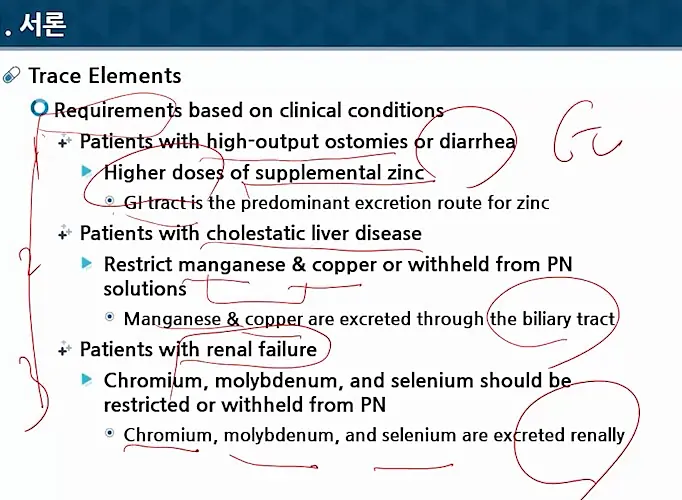 . 서론
Trace Elements
Requirements based on clinical conditions
Patients with high-output ostomies or diarrhea
Higher doses of supplemental zinc
GI tract is the predominant excretion route for zinc
Patients with cholestatic liver disease
Restrict manganese & copper or withheld from PN
solutions
Manganese & copper are excreted through the biliary tract
Patients with renal failure
Chromium, molybdenum, and selenium should be
restricted or withheld from PN
Chromium, molybdenum, and selenium are excreted renally
1
2
3